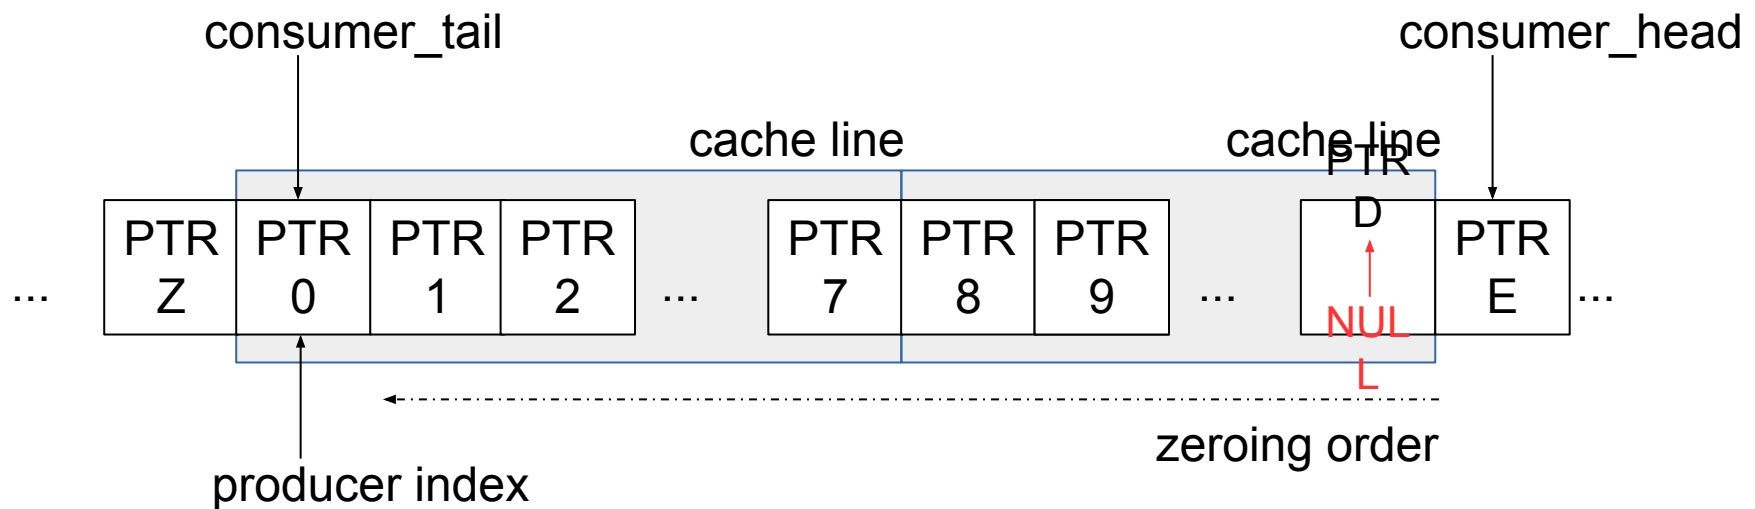 consumer_tail
consumer_head
cache line
cache line
... PTR Z
PTR 0
PTR 1
PTR 2
...
PTR 7
PTR 8
PTR 9
...
PTR D
NULL
PTR E
...
zeroing order
producer index